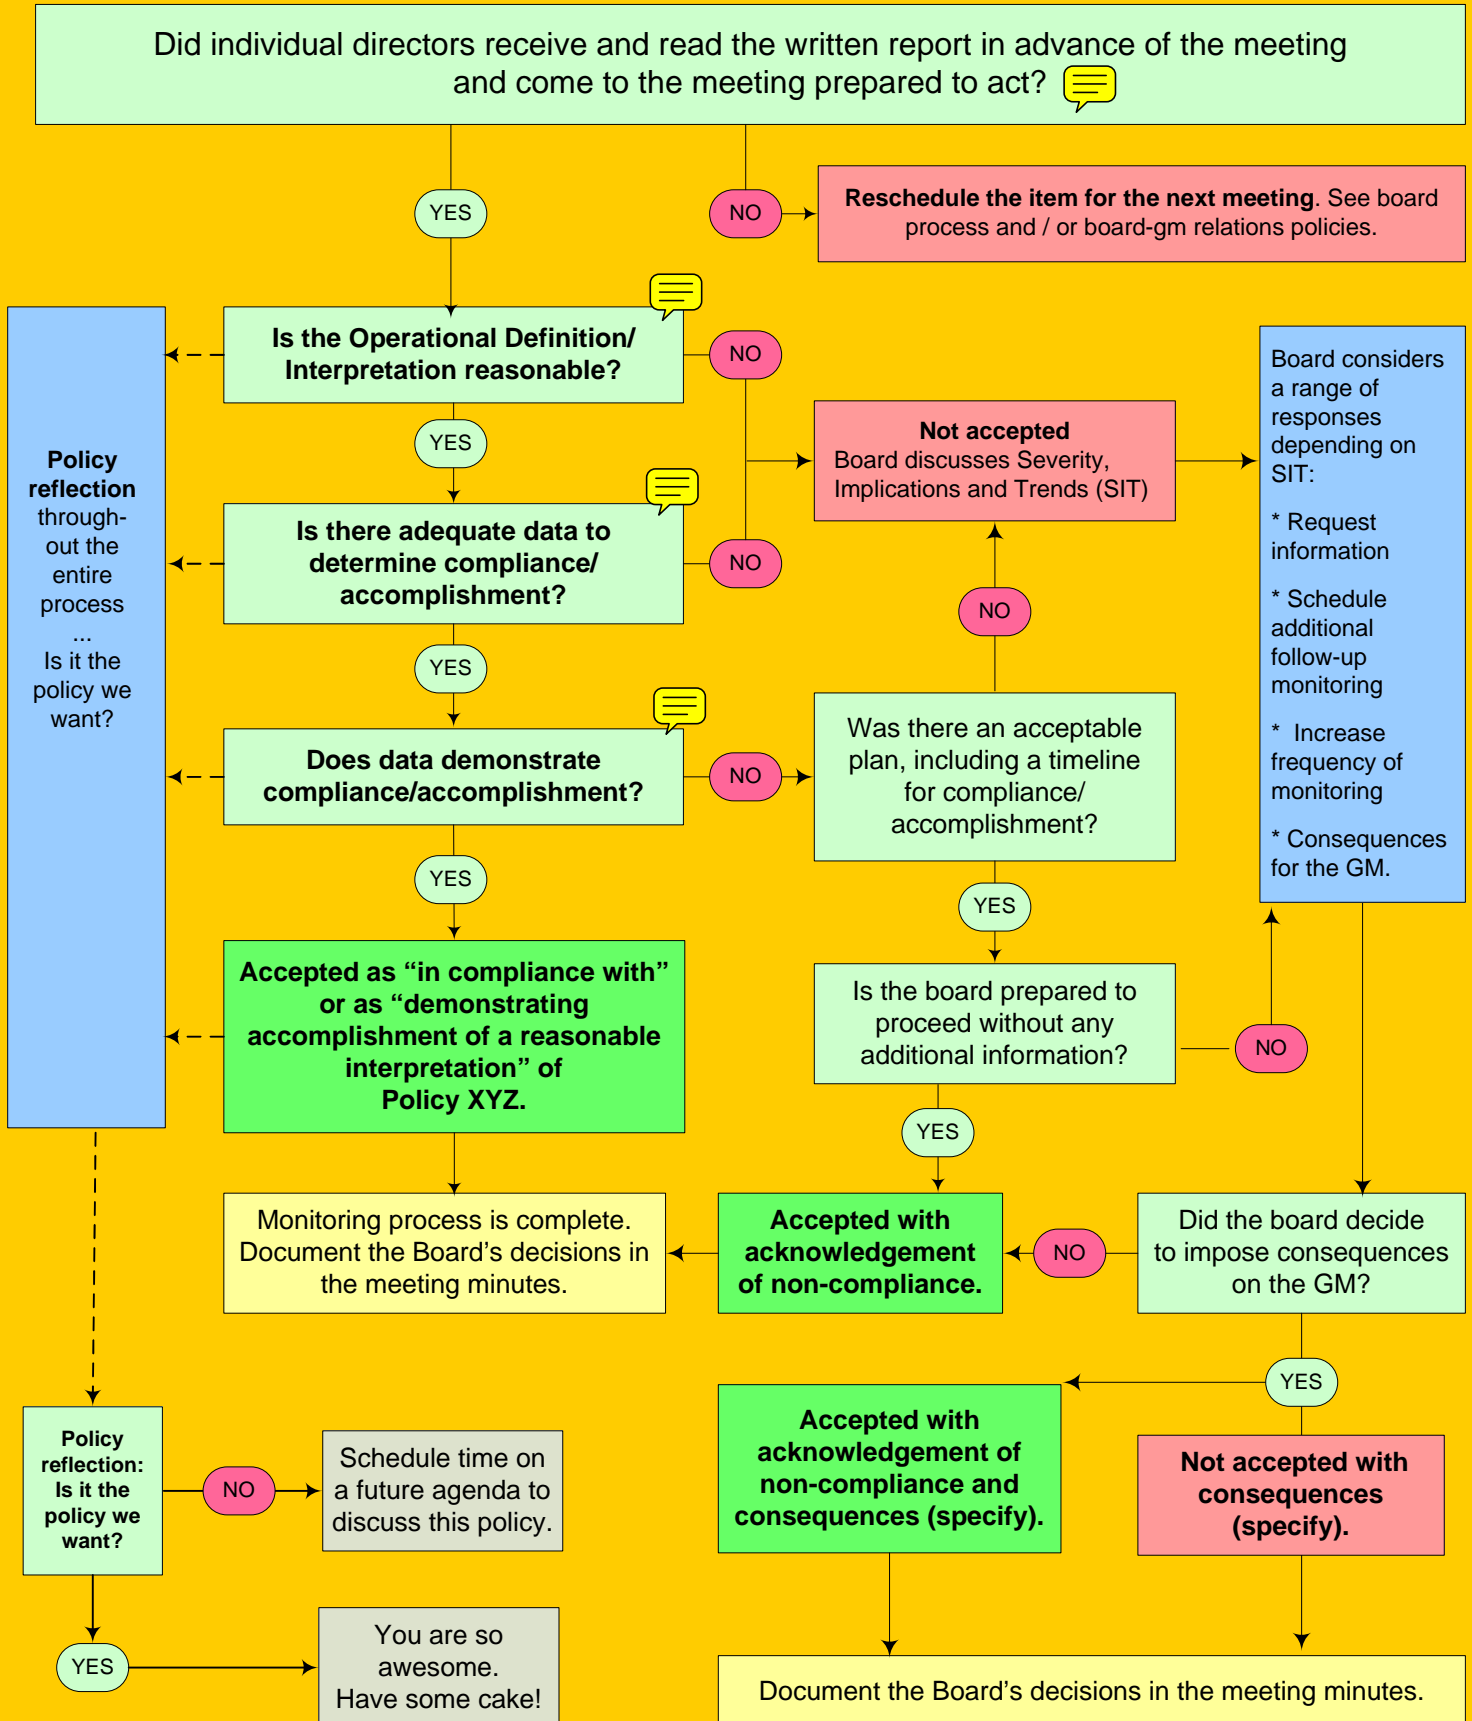 Did individual directors receive and read the written report in advance of the meeting
and come to the meeting prepared to act?
YES
NO
Reschedule the item for the next meeting. See board
process and / or board-gm relations policies.
Policy
reflection
through-
out the
entire
process
...
Is it the
policy we
want?
Is the Operational Definition/
Interpretation reasonable?
NO
YES
Is there adequate data to
determine compliance/
accomplishment?
NO
YES
Does data demonstrate
compliance/accomplishment?
NO
YES
Not accepted
Board discusses Severity,
Implications and Trends (SIT)
NO
Was there an acceptable
plan, including a timeline
for compliance/
accomplishment?
YES
Is the board prepared to
proceed without any
additional information?
NO
YES
Board considers
a range of
responses
depending on
SIT:
* Request
information
* Schedule
additional
follow-up
monitoring
* Increase
frequency of
monitoring
* Consequences
for the GM.
Accepted as “in compliance with”
or as “demonstrating
accomplishment of a reasonable
interpretation” of
Policy XYZ.
Monitoring process is complete.
Document the Board’s decisions in
the meeting minutes.
Accepted with
acknowledgement
of non-compliance.
NO
Did the board decide
to impose consequences
on the GM?
YES
Accepted with
acknowledgement of
non-compliance and
consequences (specify).
Not accepted with
consequences
(specify).
Policy
reflection:
Is it the
policy we
want?
NO
Schedule time on
a future agenda to
discuss this policy.
YES
You are so
awesome.
Have some cake!
Document the Board’s decisions in the meeting minutes.